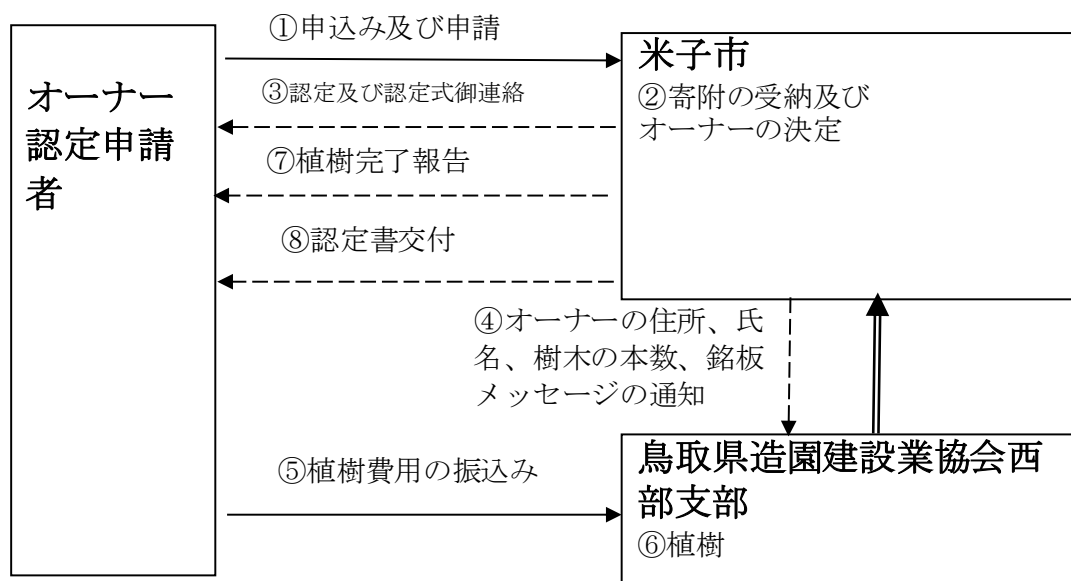 ①申込み及び申請
米子市
②寄附の受納及び
オーナーの決定
オーナー
認定申請
者
③認定及び認定式御連絡
⑦植樹完了報告
⑧認定書交付
④オーナーの住所、氏
名、樹木の本数、銘板
メッセージの通知
⑤植樹費用の振込み
鳥取県造園建設業協会西
部支部
⑥植樹